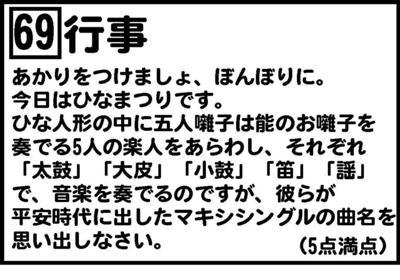 69 行事
あかりをつけましょ、ぼんぼりに。
今日はひなまつりです。
ひな人形の中に五人囃子は能のお囃子を
奏でる5人の楽人をあらわし、それぞれ
「太鼓」「大皮」「小鼓」「笛」「謡」
で、音楽を奏でるのですが、彼らが
平安時代に出したマキシシングルの曲名を
思い出しなさい。
(5点満点)